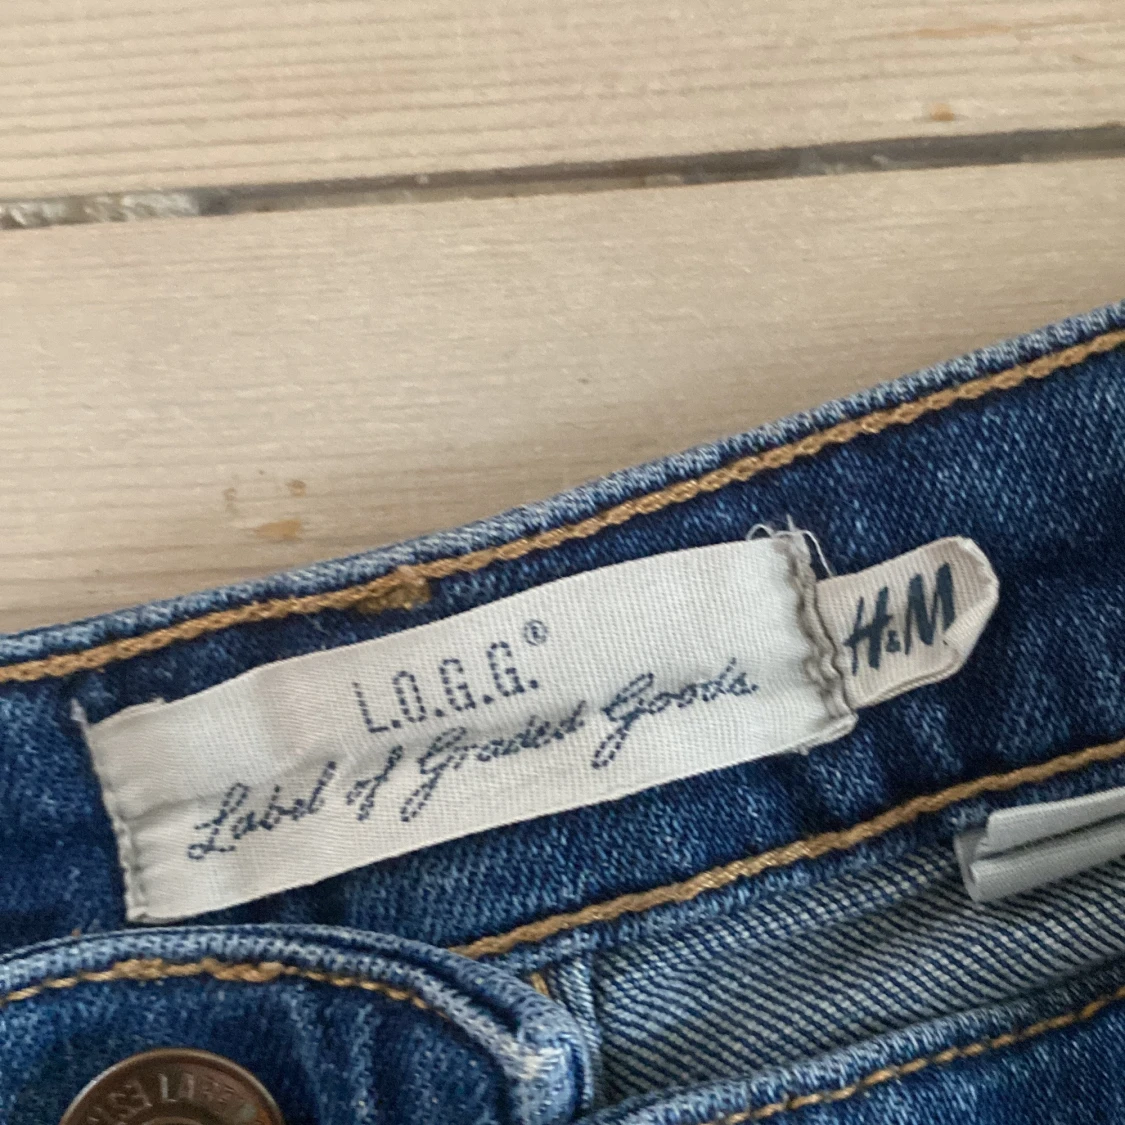 L.O.G.G.®
Label of Graded Goods.
H&M